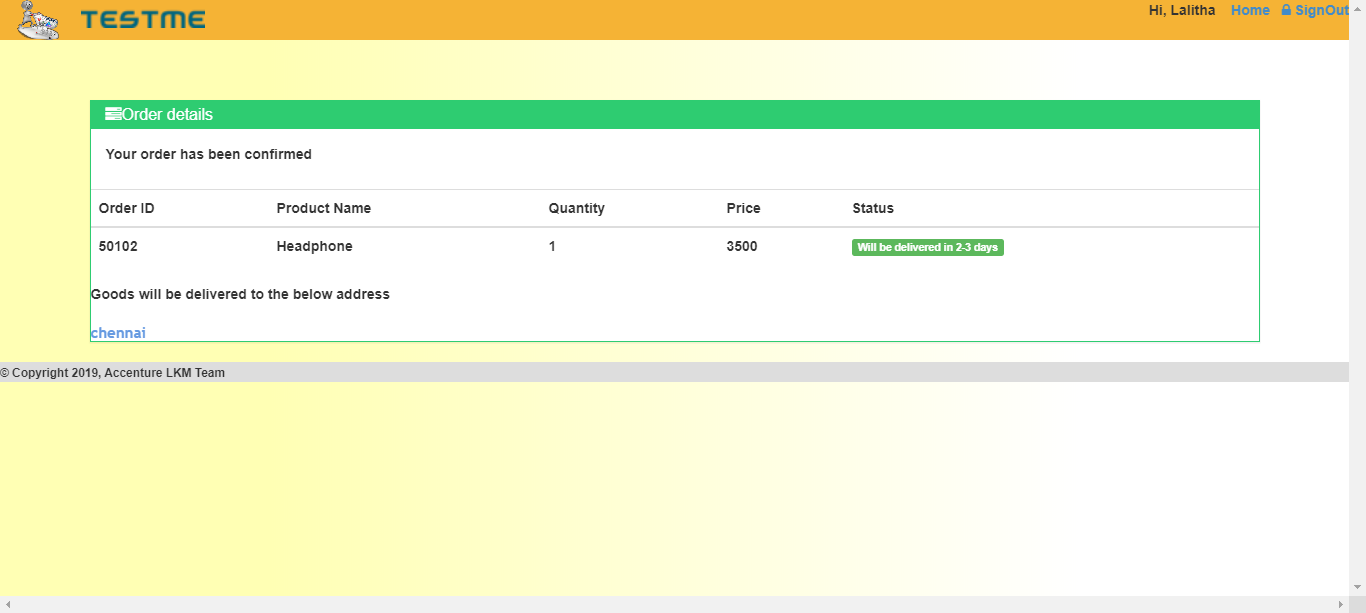 TESTME
Hi, Lalitha Home SignOut
Order details
Your order has been confirmed
Order ID Product Name Quantity Price Status
50102 Headphone 1 3500 Will be delivered in 2-3 days
Goods will be delivered to the below address
chennai
© Copyright 2019, Accenture LKM Team